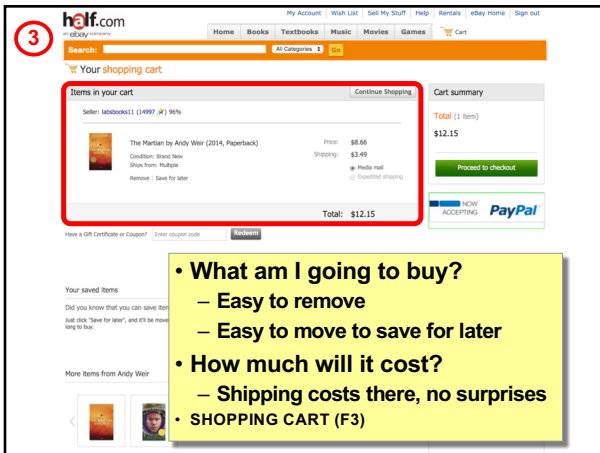 My Account Wish List Sell My Stuff Help Rentals eBay Home Sign out
half.com
an ebay company
Home Books Textbooks Music Movies Games Cart
3
Search: All Categories Go
Your shopping cart
Items in your cart Continue Shopping
Cart summary
Seller: labsbooks11 (14997) 96%
Total (1 item)
$12.15
The Martian by Andy Weir (2014, Paperback) Price: $8.66
Condition: Brand New Shipping: $3.49
Ships from: Multiple Media mail
Remove | Save for later Expedited shipping
Proceed to checkout
Total: $12.15
NOW ACCEPTING PayPal
Have a Gift Certificate or Coupon? Enter coupon code Redeem
• What am I going to buy?
– Easy to remove
– Easy to move to save for later
• How much will it cost?
– Shipping costs there, no surprises
• SHOPPING CART (F3)
Your saved items
Did you know that you can save
Just click "Save for later", and it'll be
long to buy.
More items from Andy Weir